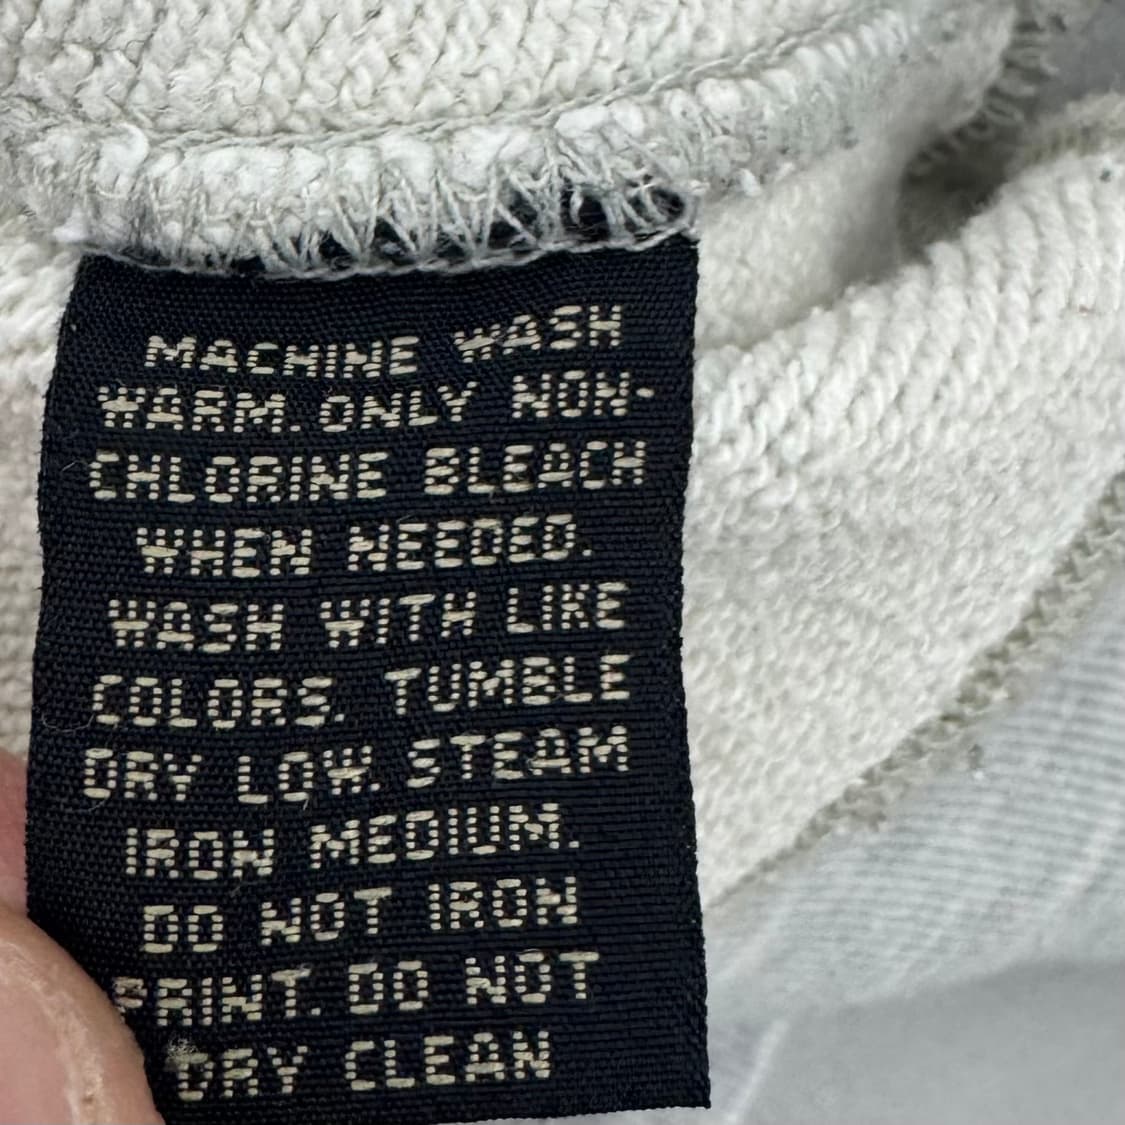 MACHINE WASH
WARM. ONLY NON-
CHLORINE BLEACH
WHEN NEEDED.
WASH WITH LIKE
COLORS. TUMBLE
DRY LOW. STEAM
IRON MEDIUM.
DO NOT IRON
PRINT. DO NOT
DRY CLEAN